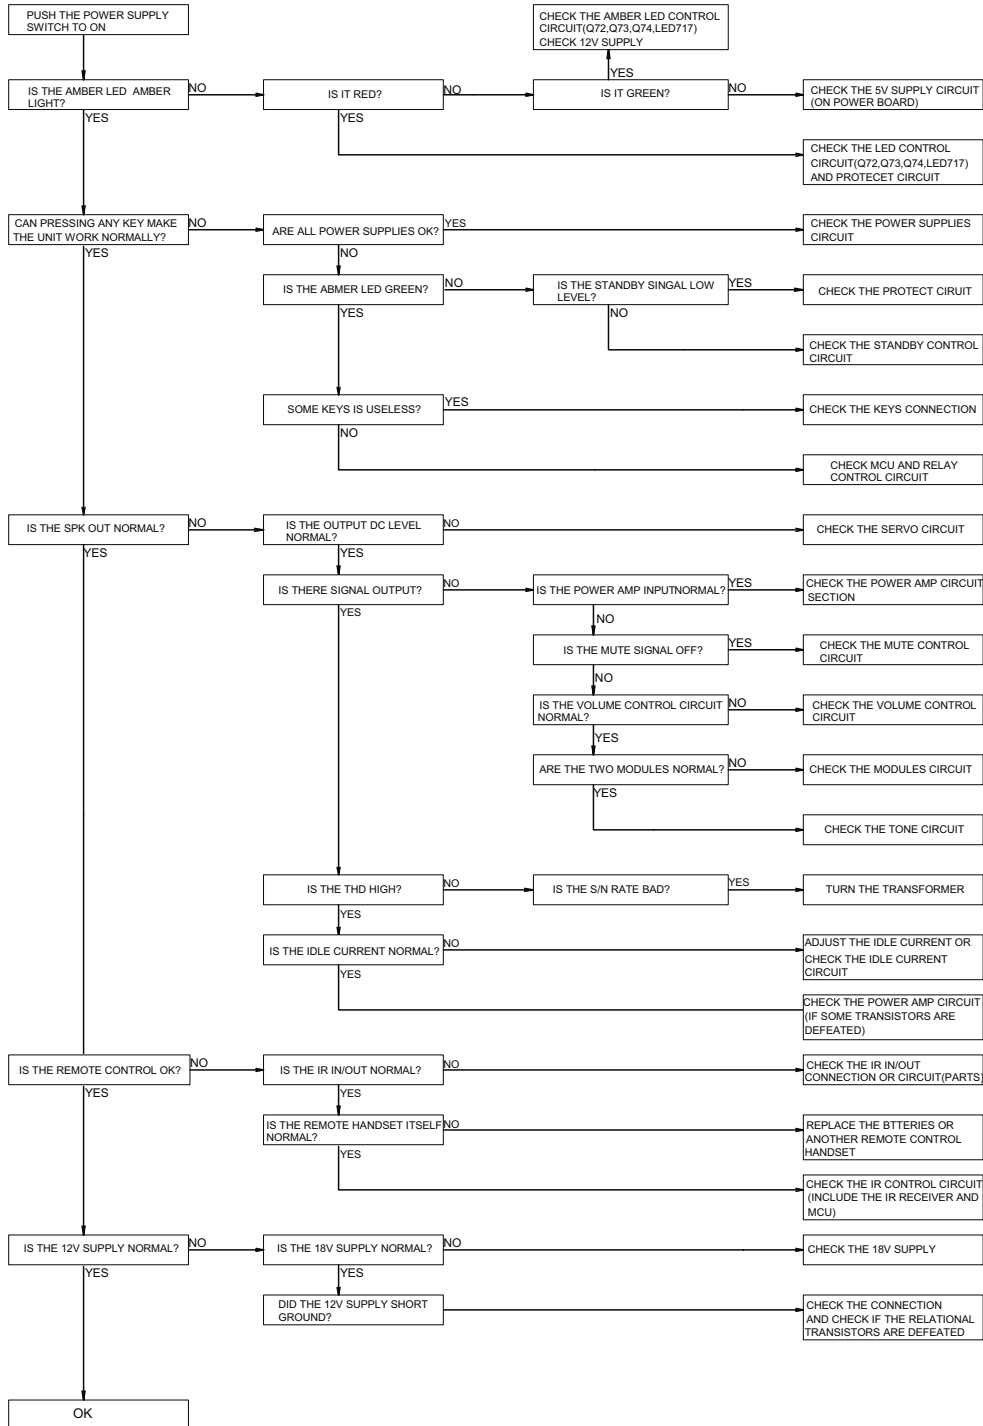 PUSH THE POWER SUPPLY
SWITCH TO ON
CHECK THE AMBER LED CONTROL
CIRCUIT(Q72,Q73,Q74,LED717)
CHECK 12V SUPPLY
YES
IS THE AMBER LED AMBER
LIGHT?
NO
IS IT RED?
NO
IS IT GREEN?
NO
CHECK THE 5V SUPPLY CIRCUIT
(ON POWER BOARD)
YES
YES
CHECK THE LED CONTROL
CIRCUIT(Q72,Q73,Q74,LED717)
AND PROTECET CIRCUIT
CAN PRESSING ANY KEY MAKE
THE UNIT WORK NORMALLY?
NO
ARE ALL POWER SUPPLIES OK?
YES
CHECK THE POWER SUPPLIES
CIRCUIT
YES
NO
IS THE ABMER LED GREEN?
NO
IS THE STANDBY SINGAL LOW
LEVEL?
YES
CHECK THE PROTECT CIRUIT
YES
NO
CHECK THE STANDBY CONTROL
CIRCUIT
SOME KEYS IS USELESS?
YES
CHECK THE KEYS CONNECTION
NO
CHECK MCU AND RELAY
CONTROL CIRCUIT
IS THE SPK OUT NORMAL?
NO
IS THE OUTPUT DC LEVEL
NORMAL?
NO
CHECK THE SERVO CIRCUIT
YES
YES
IS THERE SIGNAL OUTPUT?
NO
IS THE POWER AMP INPUTNORMAL?
YES
CHECK THE POWER AMP CIRCUIT
SECTION
YES
NO
IS THE MUTE SIGNAL OFF?
YES
CHECK THE MUTE CONTROL
CIRCUIT
NO
IS THE VOLUME CONTROL CIRCUIT
NORMAL?
NO
CHECK THE VOLUME CONTROL
CIRCUIT
YES
ARE THE TWO MODULES NORMAL?
NO
CHECK THE MODULES CIRCUIT
YES
CHECK THE TONE CIRCUIT
IS THE THD HIGH?
NO
IS THE S/N RATE BAD?
YES
TURN THE TRANSFORMER
YES
IS THE IDLE CURRENT NORMAL?
NO
ADJUST THE IDLE CURRENT OR
CHECK THE IDLE CURRENT
CIRCUIT
YES
CHECK THE POWER AMP CIRCUIT
(IF SOME TRANSISTORS ARE
DEFEATED)
IS THE REMOTE CONTROL OK?
NO
IS THE IR IN/OUT NORMAL?
NO
CHECK THE IR IN/OUT
CONNECTION OR CIRCUIT(PARTS)
YES
YES
IS THE REMOTE HANDSET ITSELF
NORMAL?
NO
REPLACE THE BTTERIES OR
ANOTHER REMOTE CONTROL
HANDSET
YES
CHECK THE IR CONTROL CIRCUIT
(INCLUDE THE IR RECEIVER AND
MCU)
IS THE 12V SUPPLY NORMAL?
NO
IS THE 18V SUPPLY NORMAL?
NO
CHECK THE 18V SUPPLY
YES
YES
DID THE 12V SUPPLY SHORT
GROUND?
CHECK THE CONNECTION
AND CHECK IF THE RELATIONAL
TRANSISTORS ARE DEFEATED
OK